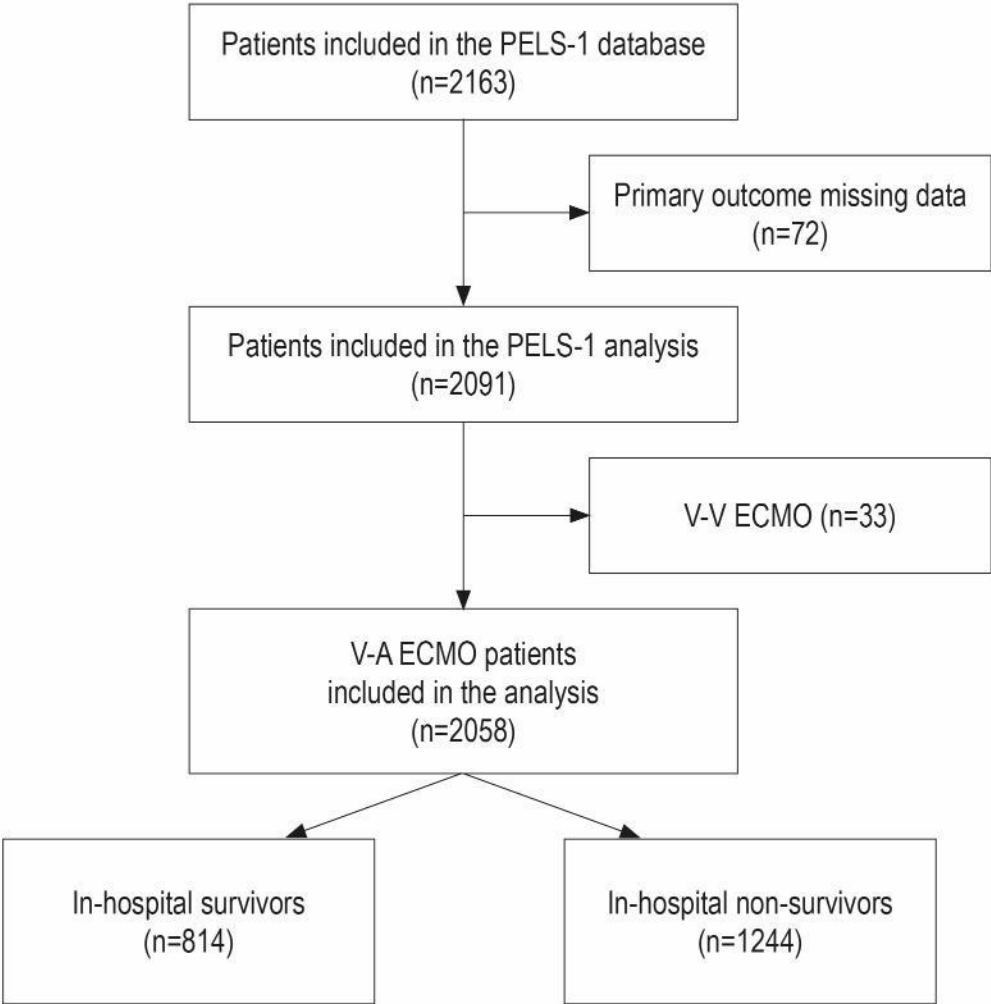 Patients included in the PELS-1 database
(n=2163)
Primary outcome missing data
(n=72)
Patients included in the PELS-1 analysis
(n=2091)
V-V ECMO (n=33)
V-A ECMO patients
included in the analysis
(n=2058)
In-hospital survivors
(n=814)
In-hospital non-survivors
(n=1244)